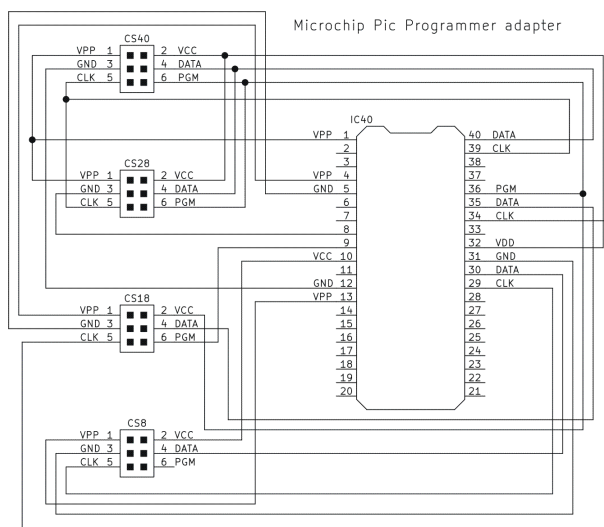 Microchip Pic Programmer adapter
CS40
VPP 1 2 VCC
GND 3 4 DATA
CLK 5 6 PGM
CS28
VPP 1 2 VCC
GND 3 4 DATA
CLK 5 6 PGM
CS18
VPP 1 2 VCC
GND 3 4 DATA
CLK 5 6 PGM
CS8
VPP 1 2 VCC
GND 3 4 DATA
CLK 5 6 PGM
IC40
VPP 1 40 DATA
2 39 CLK
3 38
VPP 4 37
GND 5 36 PGM
6 35 DATA
7 34 CLK
8 33
9 32 VDD
VCC 10 31 GND
11 30 DATA
GND 12 29 CLK
VPP 13 28
14 27
15 26
16 25
17 24
18 23
19 22
20 21